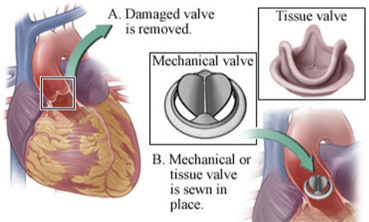 A. Damaged valve
is removed.
Tissue valve
Mechanical valve
B. Mechanical or
tissue valve
is sewn in
place.